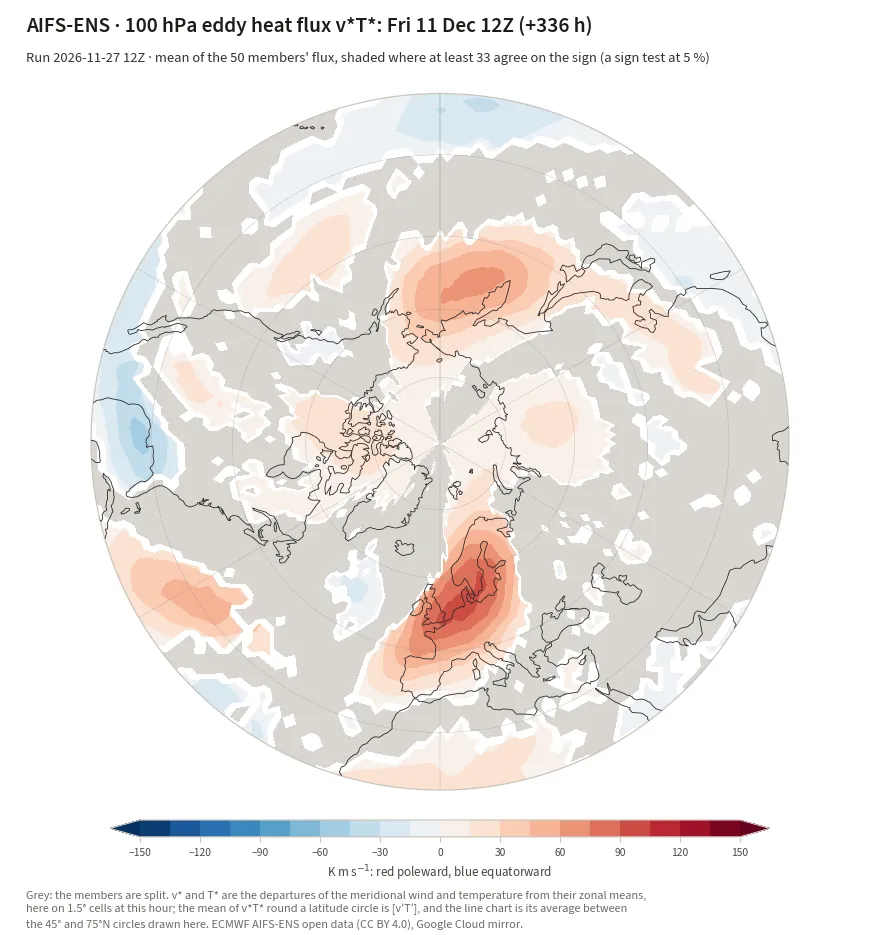 AIFS-ENS · 100 hPa eddy heat flux v*T*: Fri 11 Dec 12Z (+336 h)
Run 2026-11-27 12Z · mean of the 50 members' flux, shaded where at least 33 agree on the sign (a sign test at 5 %)
−150 −120 −90 −60 −30 0 30 60 90 120 150
K m s⁻¹: red poleward, blue equatorward
Grey: the members are split. v* and T* are the departures of the meridional wind and temperature from their zonal means,
here on 1.5° cells at this hour; the mean of v*T* round a latitude circle is [v′T′], and the line chart is its average between
the 45° and 75°N circles drawn here. ECMWF AIFS-ENS open data (CC BY 4.0), Google Cloud mirror.